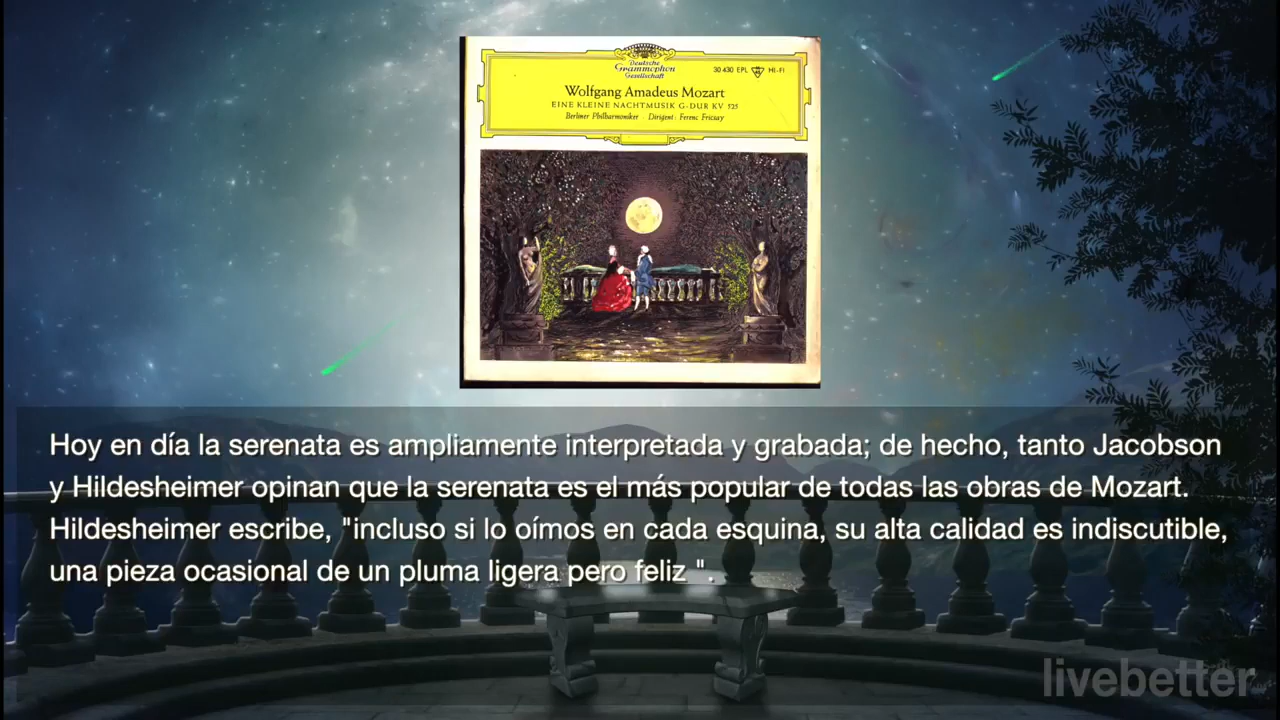 Deutsche
Grammophon
Gesellschaft
30 430 EPL HI-FI
Wolfgang Amadeus Mozart
EINE KLEINE NACHTMUSIK G-DUR KV 525
Berliner Philharmoniker · Dirigent: Ferenc Fricsay
Hoy en día la serenata es ampliamente interpretada y grabada; de hecho, tanto Jacobson
y Hildesheimer opinan que la serenata es el más popular de todas las obras de Mozart.
Hildesheimer escribe, "incluso si lo oímos en cada esquina, su alta calidad es indiscutible,
una pieza ocasional de un pluma ligera pero feliz ".
livebetter